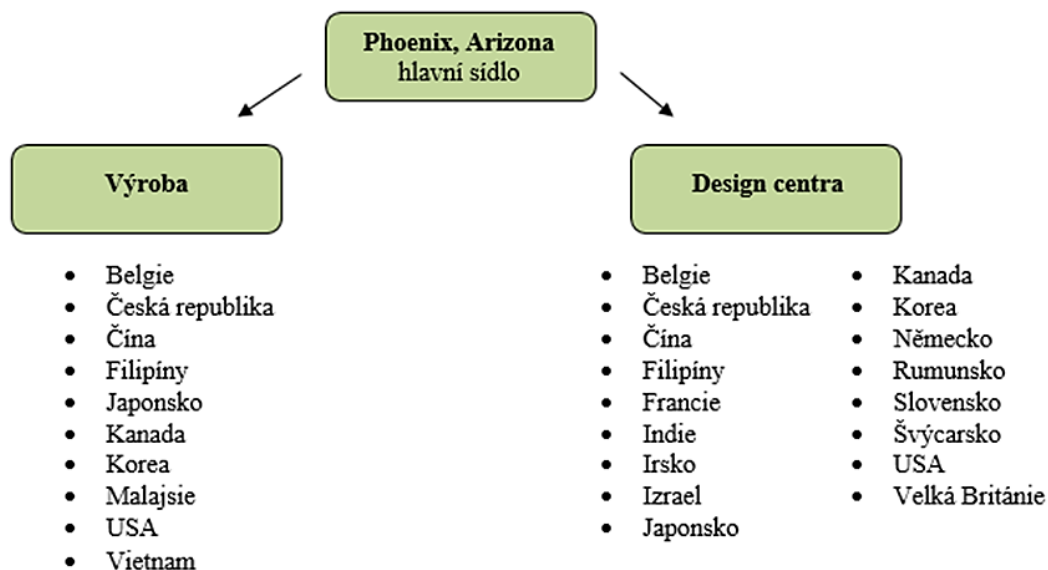 Phoenix, Arizona
hlavní sídlo
Výroba
Design centra
Belgie
Česká republika
Čína
Filipíny
Japonsko
Kanada
Korea
Malajsie
USA
Vietnam
Belgie
Česká republika
Čína
Filipíny
Francie
Indie
Irsko
Izrael
Japonsko
Kanada
Korea
Německo
Rumunsko
Slovensko
Švýcarsko
USA
Velká Británie